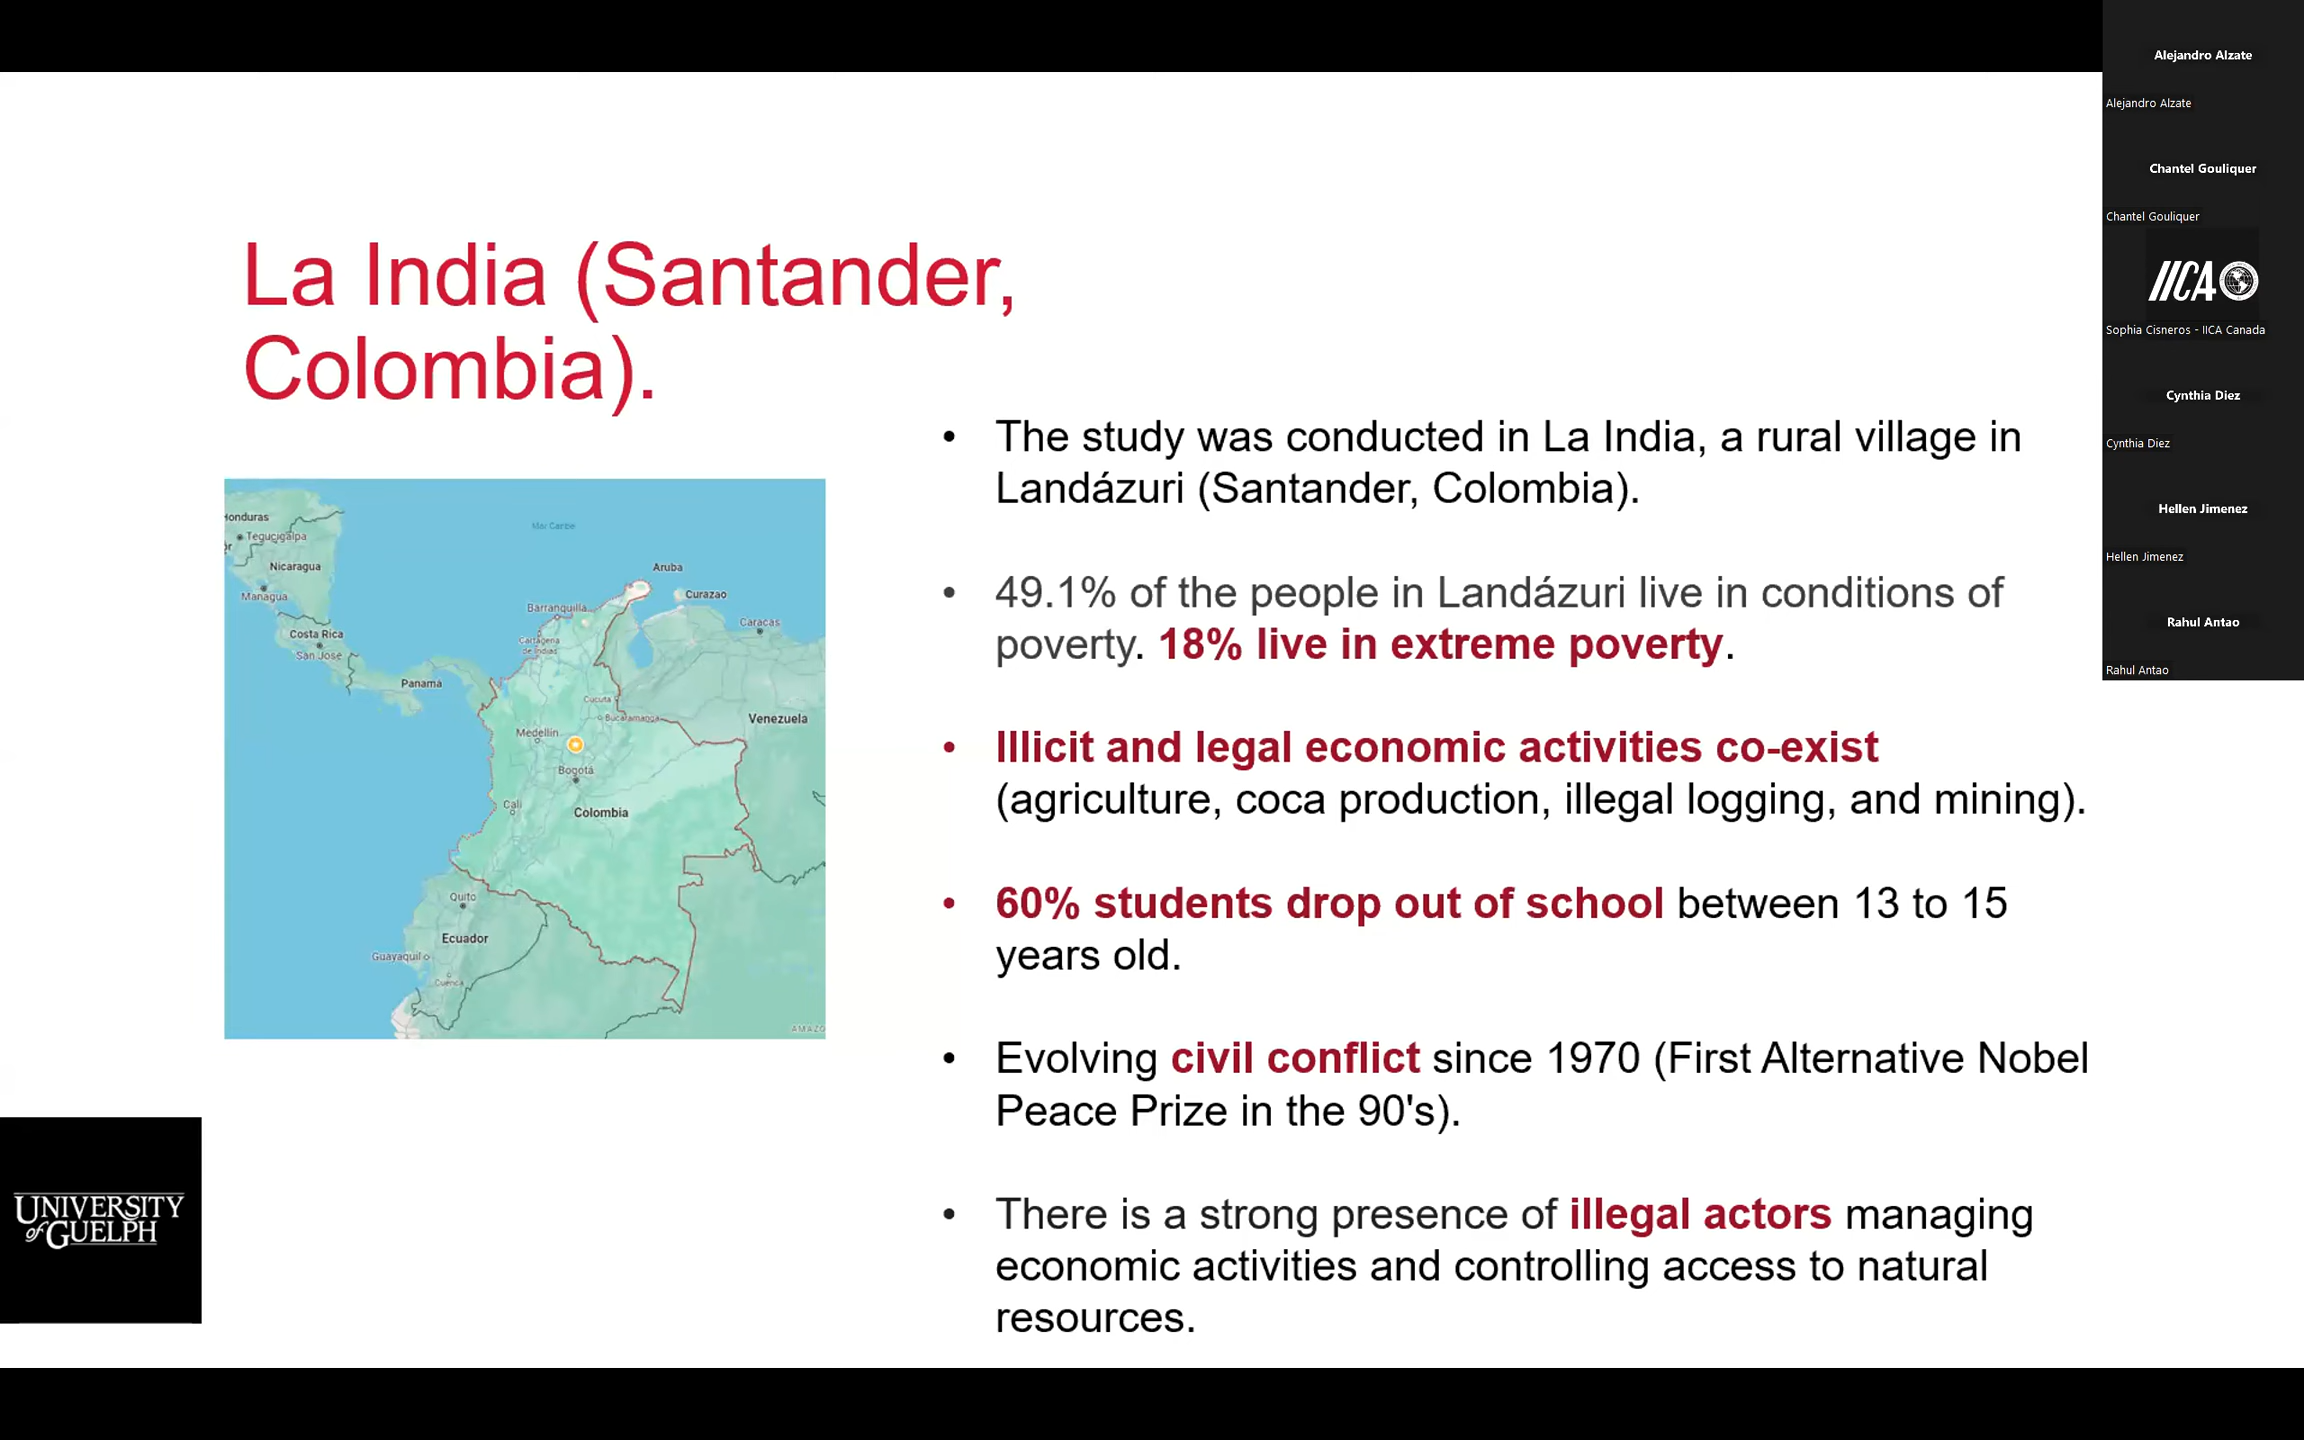 La India (Santander,
Colombia).
• The study was conducted in La India, a rural village in
Landázuri (Santander, Colombia).
• 49.1% of the people in Landázuri live in conditions of
poverty. 18% live in extreme poverty.
• Illicit and legal economic activities co-exist
(agriculture, coca production, illegal logging, and mining).
• 60% students drop out of school between 13 to 15
years old.
• Evolving civil conflict since 1970 (First Alternative Nobel
Peace Prize in the 90's).
• There is a strong presence of illegal actors managing
economic activities and controlling access to natural
resources.
Honduras
Tegucigalpa
Nicaragua
Managua
Costa Rica
San José
Panamá
Mar Caribe
Aruba
Curazao
Barranquilla
Cartagena
de Indias
Caracas
Cúcuta
Bucaramanga
Venezuela
Medellín
Bogotá
Cali
Colombia
Quito
Ecuador
Guayaquil
Cuenca
AMAZO
UNIVERSITY
of GUELPH
Alejandro Alzate
Alejandro Alzate
Chantel Gouliquer
Chantel Gouliquer
IICA
Sophia Cisneros - IICA Canada
Cynthia Diez
Cynthia Diez
Hellen Jimenez
Hellen Jimenez
Rahul Antao
Rahul Antao